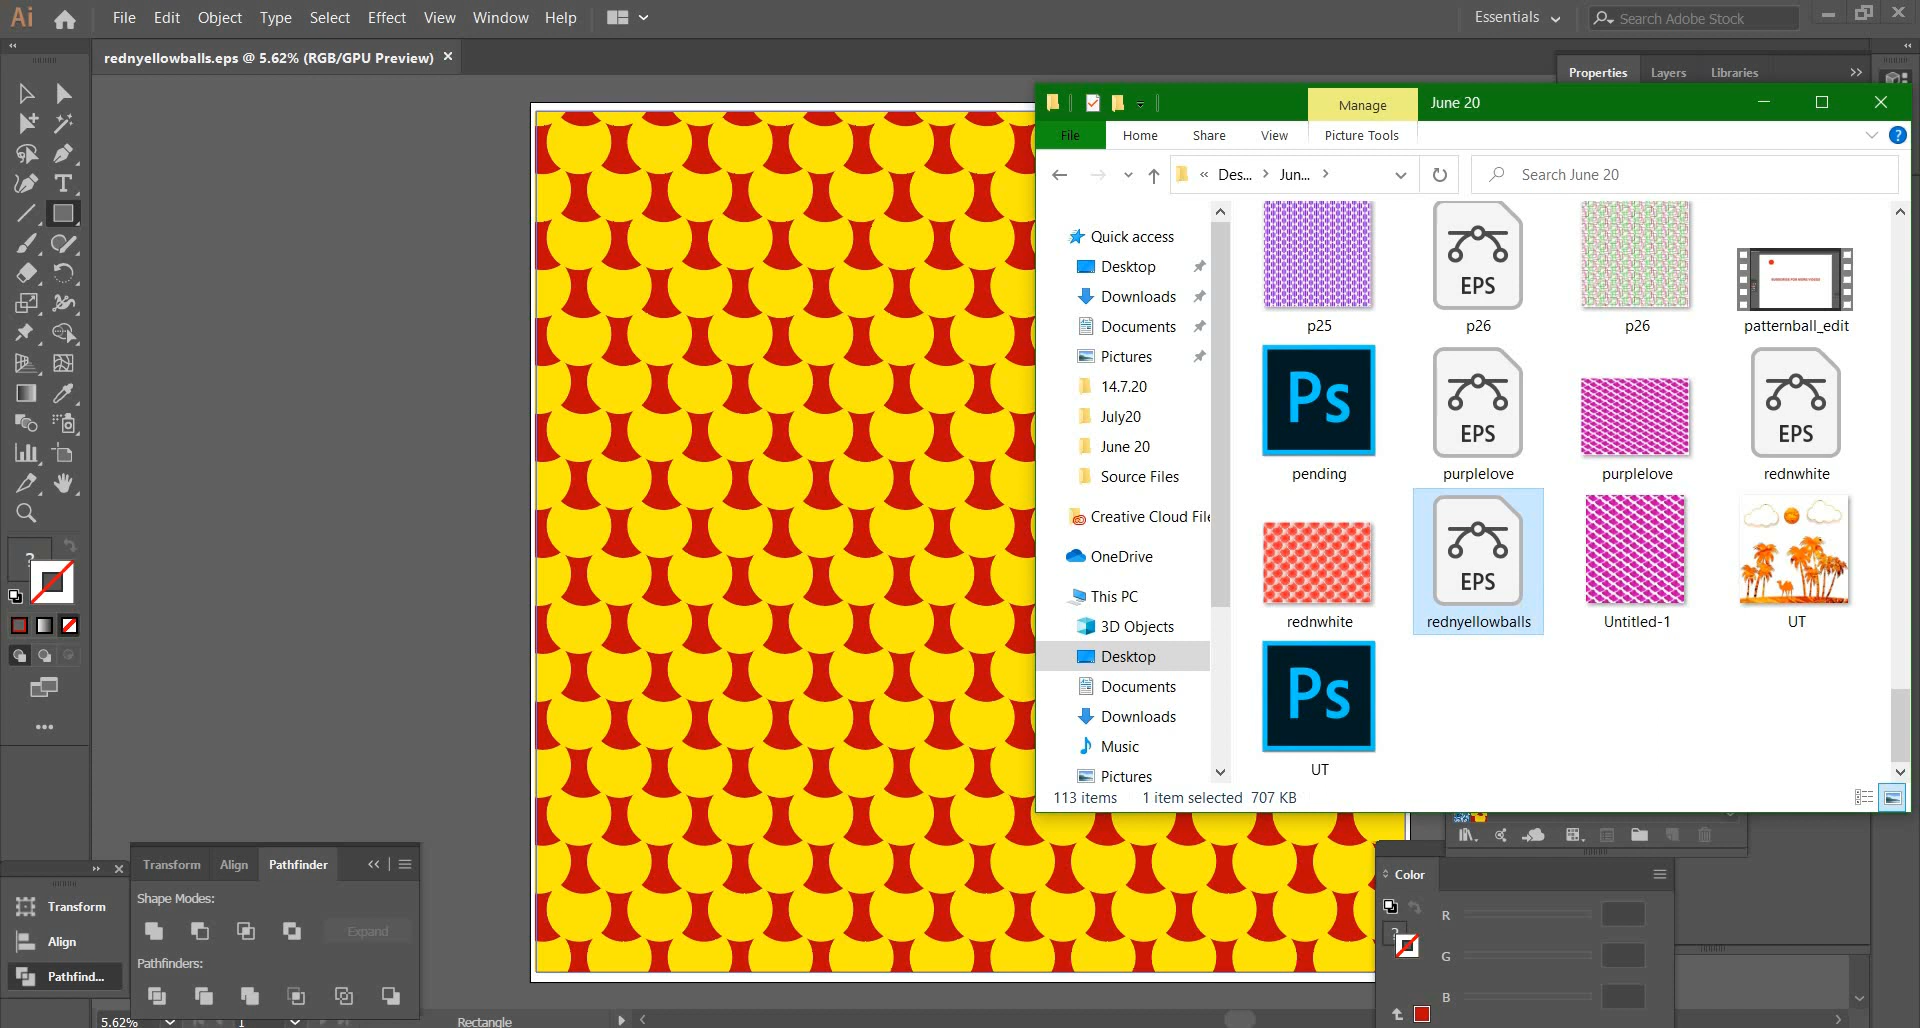 Ai File Edit Object Type Select Effect View Window Help Essentials Search Adobe Stock
rednyellowballs.eps @ 5.62% (RGB/GPU Preview) ×
Properties Layers Libraries
Manage June 20
File Home Share View Picture Tools
« Des... > Jun... > Search June 20
Quick access
Desktop
Downloads
Documents
Pictures
14.7.20
July20
June 20
Source Files
Creative Cloud File
OneDrive
This PC
3D Objects
Desktop
Documents
Downloads
Music
Pictures
EPS
p25 p26 p26 patternball_edit
Ps EPS EPS
pending purplelove purplelove rednwhite
EPS
rednwhite rednyellowballs Untitled-1 UT
Ps
UT
113 items 1 item selected 707 KB
Transform Align Pathfinder
Shape Modes:
Expand
Pathfinders:
Transform
Align
Pathfind...
Color
R
G
B
5.62% 1 Rectangle